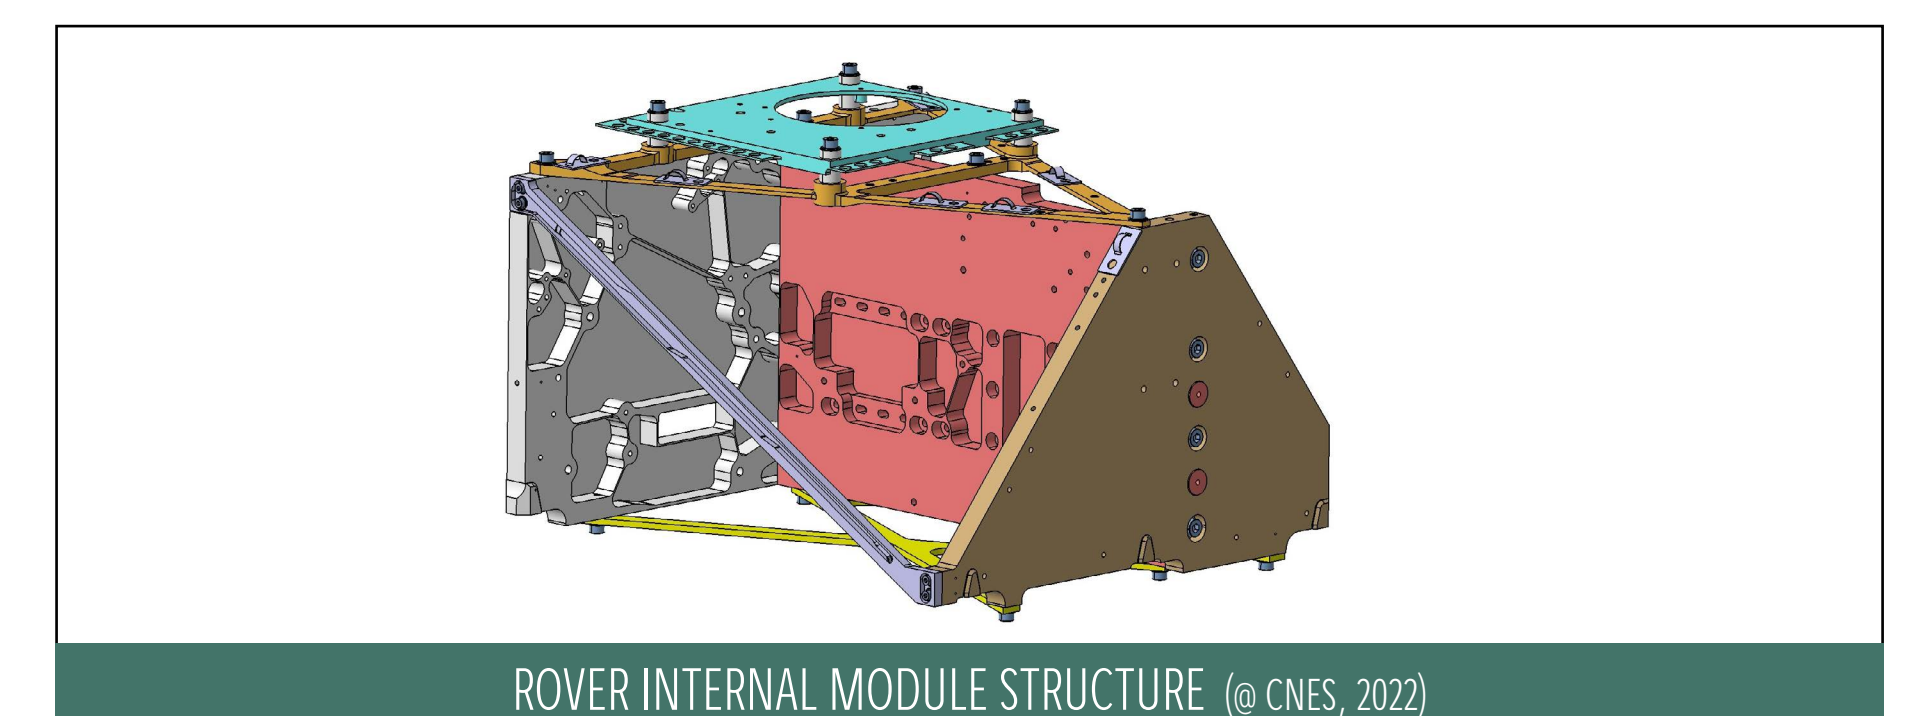 ROVER INTERNAL MODULE STRUCTURE (@ CNES, 2022)